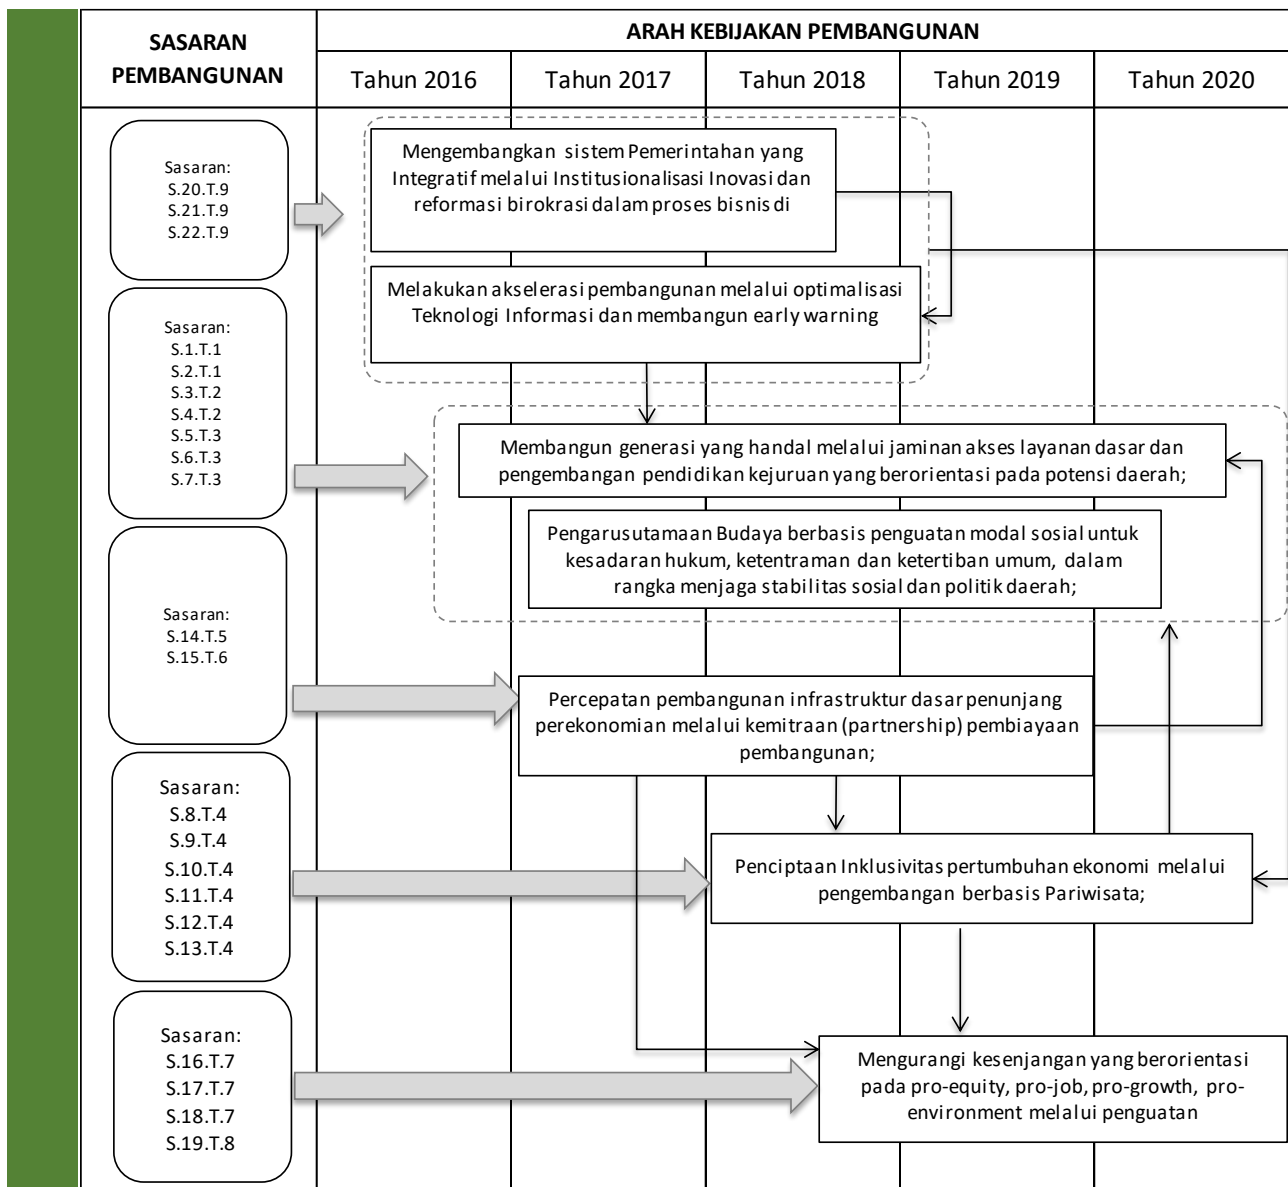 SASARAN
PEMBANGUNAN
ARAH KEBIJAKAN PEMBANGUNAN
Tahun 2016
Tahun 2017
Tahun 2018
Tahun 2019
Tahun 2020
Sasaran:
S.20.T.9
S.21.T.9
S.22.T.9
Mengembangkan sistem Pemerintahan yang
Integratif melalui Institusionalisasi Inovasi dan
reformasi birokrasi dalam proses bisnis di
Melakukan akselerasi pembangunan melalui optimalisasi
Teknologi Informasi dan membangun early warning
Sasaran:
S.1.T.1
S.2.T.1
S.3.T.2
S.4.T.2
S.5.T.3
S.6.T.3
S.7.T.3
Membangun generasi yang handal melalui jaminan akses layanan dasar dan
pengembangan pendidikan kejuruan yang berorientasi pada potensi daerah;
Pengarusutamaan Budaya berbasis penguatan modal sosial untuk
kesadaran hukum, ketentraman dan ketertiban umum, dalam
rangka menjaga stabilitas sosial dan politik daerah;
Sasaran:
S.14.T.5
S.15.T.6
Percepatan pembangunan infrastruktur dasar penunjang
perekonomian melalui kemitraan (partnership) pembiayaan
pembangunan;
Sasaran:
S.8.T.4
S.9.T.4
S.10.T.4
S.11.T.4
S.12.T.4
S.13.T.4
Penciptaan Inklusivitas pertumbuhan ekonomi melalui
pengembangan berbasis Pariwisata;
Sasaran:
S.16.T.7
S.17.T.7
S.18.T.7
S.19.T.8
Mengurangi kesenjangan yang berorientasi
pada pro-equity, pro-job, pro-growth, pro-
environment melalui penguatan